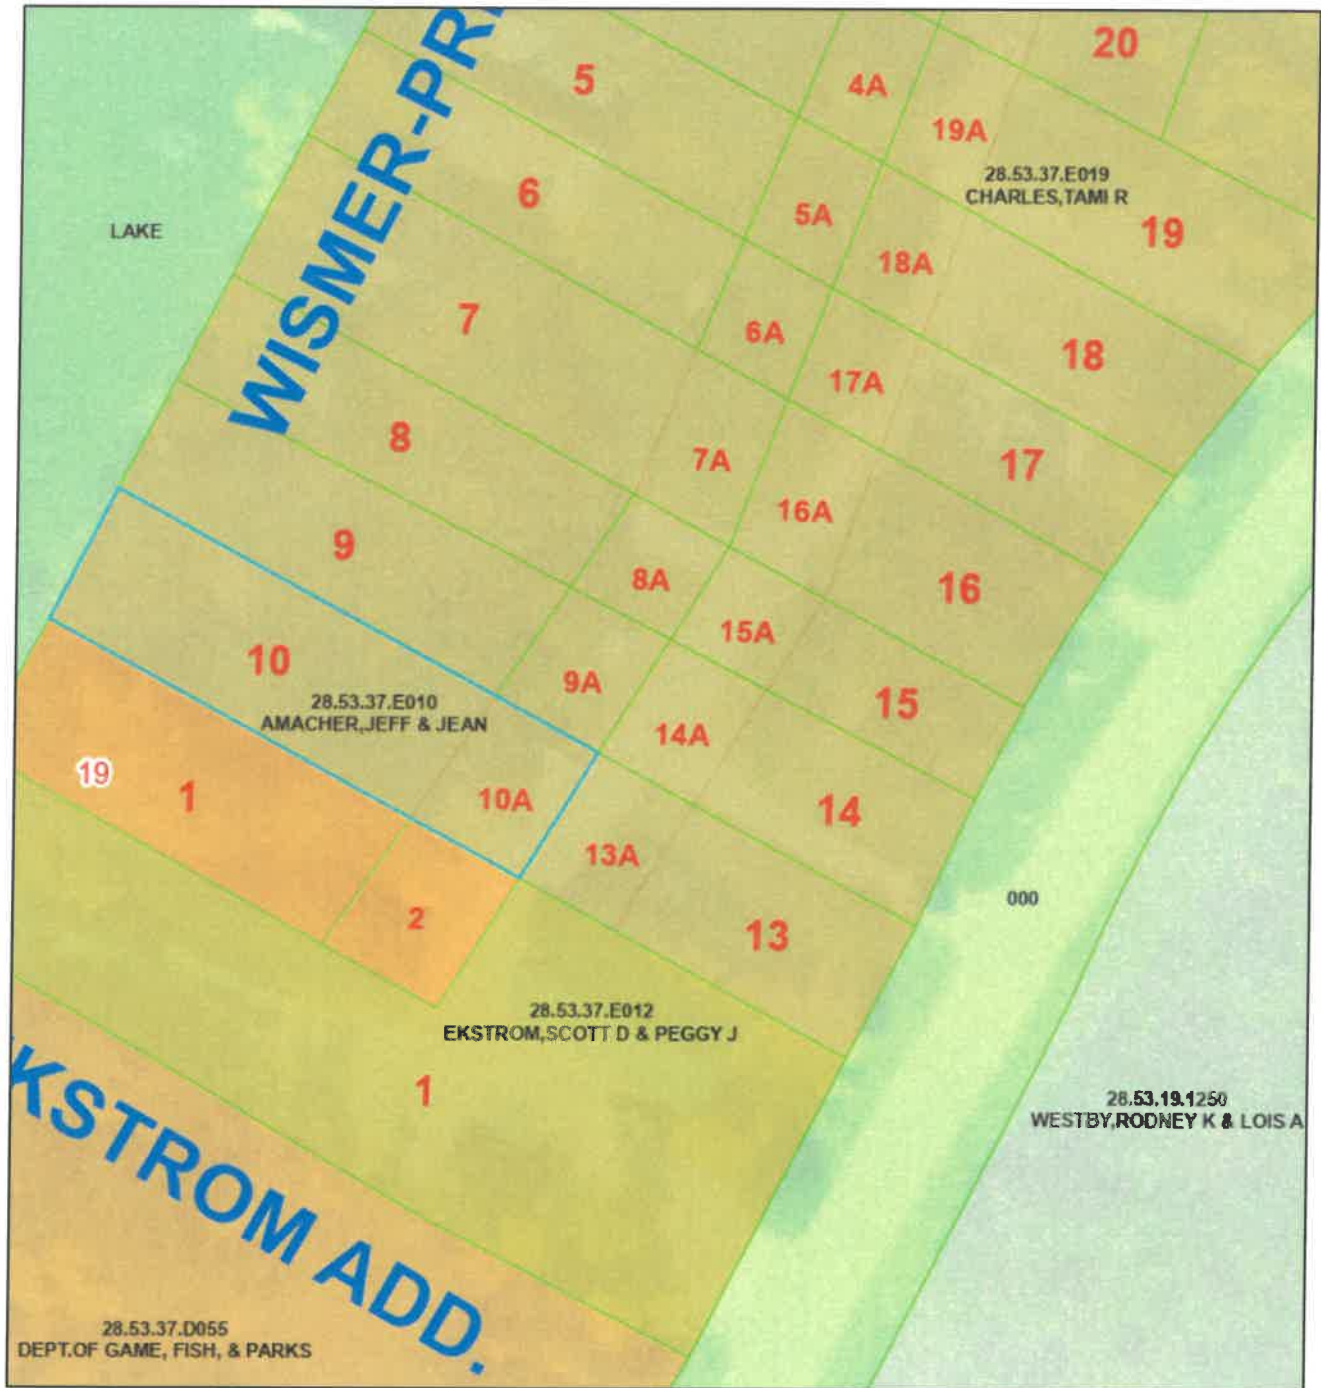 WISMER-PRI
20
5
4A
19A
28.53.37.E019
CHARLES,TAMI R
6
5A
19
LAKE
18A
7
6A
18
17A
8
7A
17
16A
9
8A
16
15A
10
9A
15
28.53.37.E010
AMACHER,JEFF & JEAN
14A
19
1
10A
14
13A
000
2
13
28.53.37.E012
EKSTROM,SCOTT D & PEGGY J
1
28.53.19.1250
WESTBY,RODNEY K & LOIS A
KSTROM ADD.
28.53.37.D055
DEPT.OF GAME, FISH, & PARKS